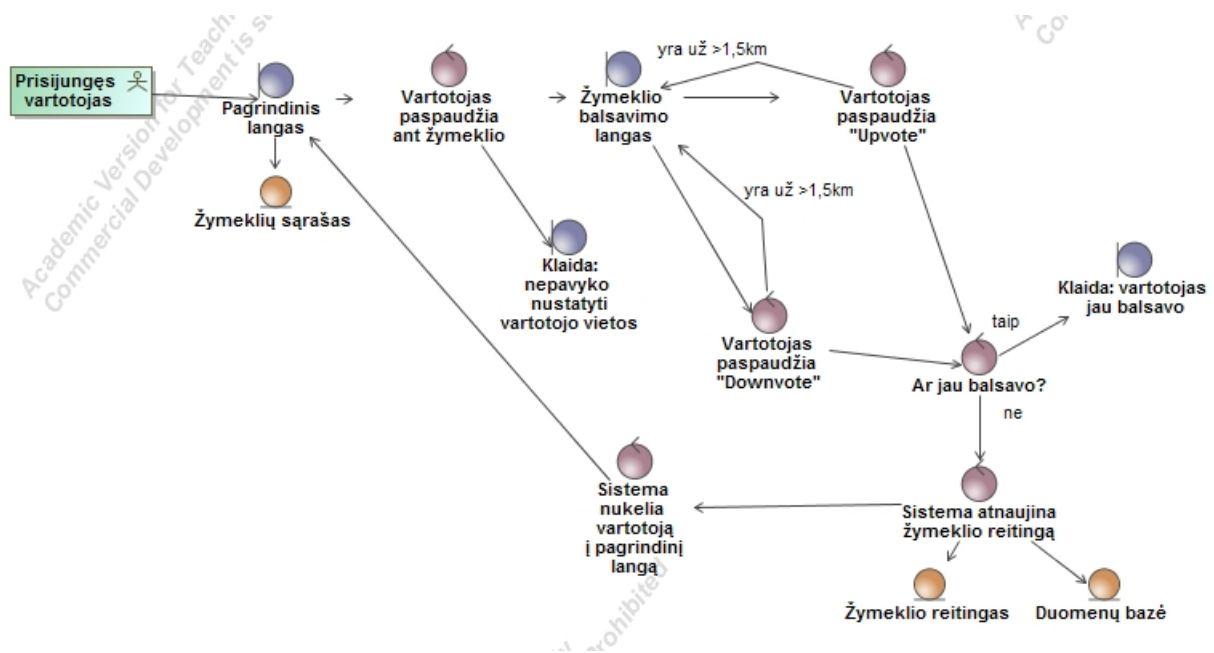 Academic Version for Teachi
Commercial Development is s
A
Co
Prisijungęs
vartotojas
Pagrindinis
langas
Žymeklių sąrašas
Vartotojas
paspaudžia
ant žymeklio
Klaida:
nepavyko
nustatyti
vartotojo vietos
Žymeklio
balsavimo
langas
yra už >1,5km
Vartotojas
paspaudžia
"Upvote"
yra už >1,5km
Vartotojas
paspaudžia
"Downvote"
Klaida: vartotojas
jau balsavo
taip
Ar jau balsavo?
ne
Sistema
nukelia
vartotoją
į pagrindinį
langą
Sistema atnaujina
žymeklio reitingą
Žymeklio reitingas
Duomenų bazė
Prohibited